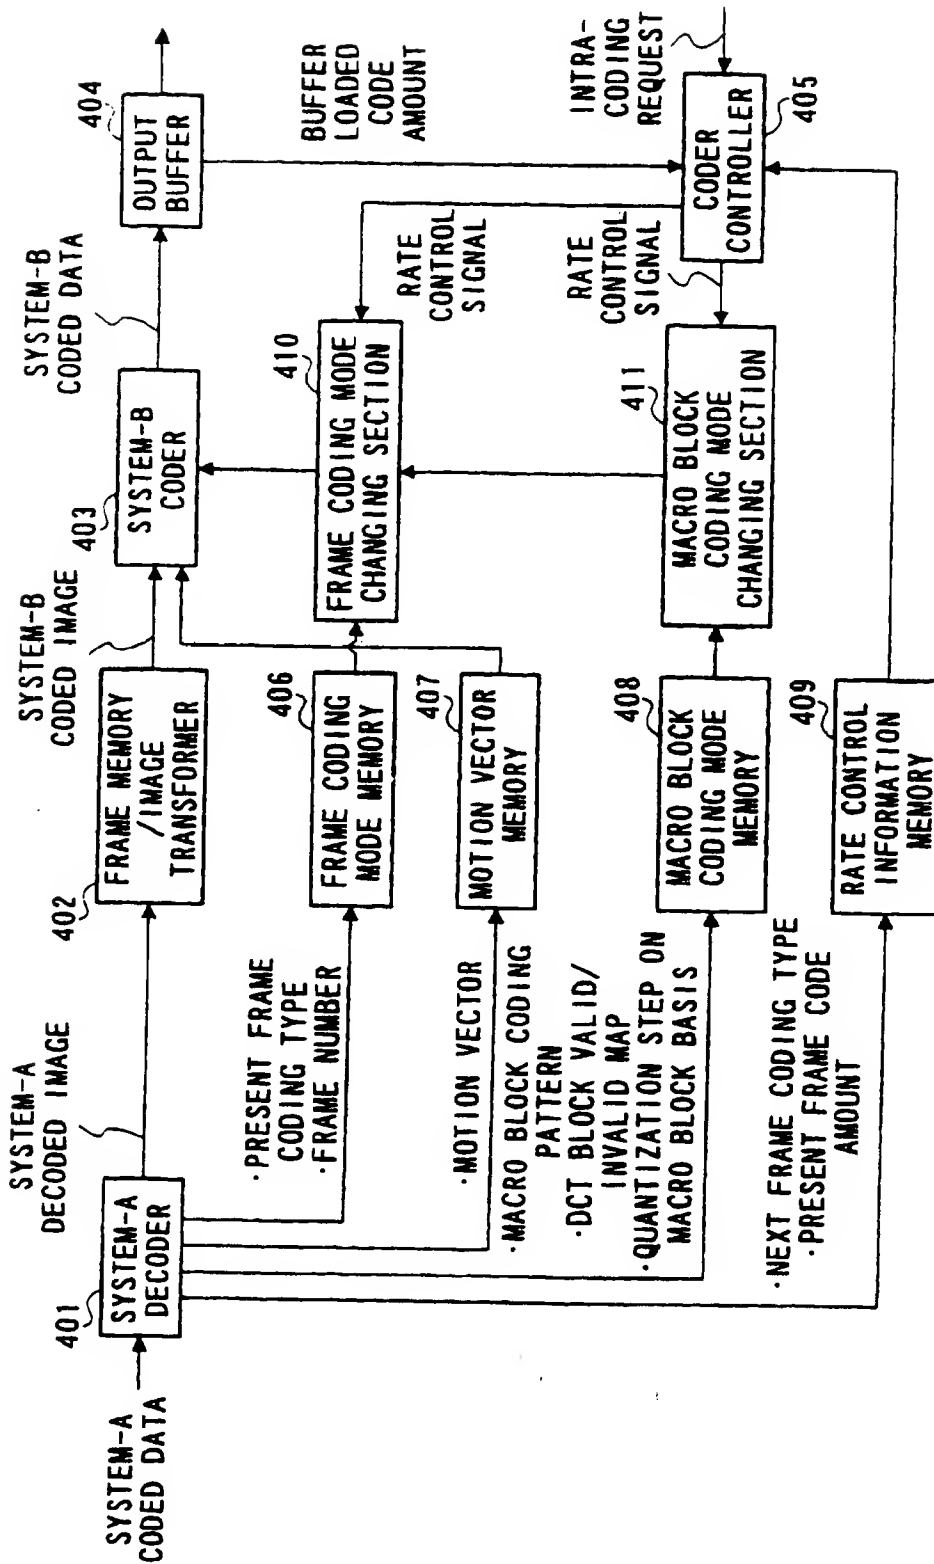 SYSTEM-A
CODED DATA
401
SYSTEM-A
DECODER
SYSTEM-A
DECODED IMAGE
402
FRAME MEMORY
/IMAGE
TRANSFORMER
SYSTEM-B
CODED IMAGE
403
SYSTEM-B
CODER
SYSTEM-B
CODED DATA
404
OUTPUT
BUFFER
·PRESENT FRAME
CODING TYPE
·FRAME NUMBER
406
FRAME CODING
MODE MEMORY
410
FRAME CODING MODE
CHANGING SECTION
RATE
CONTROL
SIGNAL
BUFFER
LOADED
CODE
AMOUNT
·MOTION VECTOR
407
MOTION VECTOR
MEMORY
·MACRO BLOCK CODING
PATTERN
·DCT BLOCK VALID/
INVALID MAP
·QUANTIZATION STEP ON
MACRO BLOCK BASIS
408
MACRO BLOCK
CODING MODE
MEMORY
411
MACRO BLOCK
CODING MODE
CHANGING SECTION
RATE
CONTROL
SIGNAL
INTRA-
CODING
REQUEST
CODER
CONTROLLER
405
·NEXT FRAME CODING TYPE
·PRESENT FRAME CODE
AMOUNT
409
RATE CONTROL
INFORMATION
MEMORY